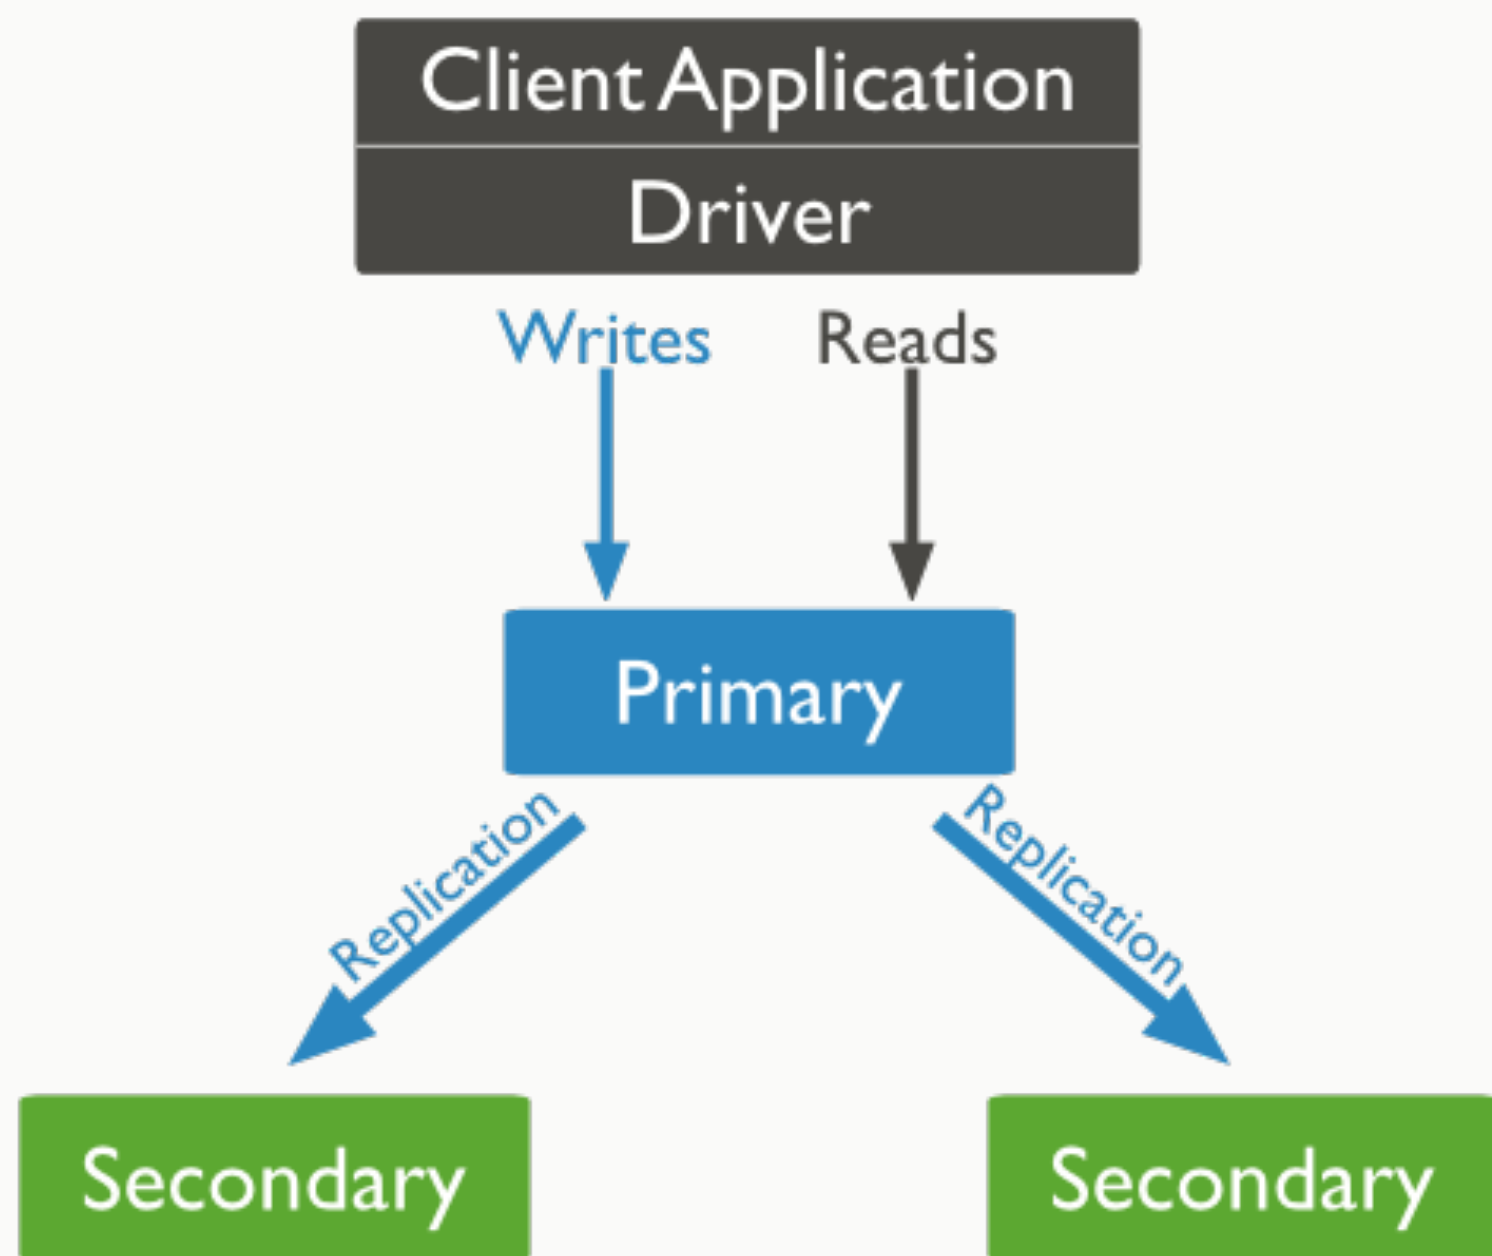 Client Application
Driver
Writes
Reads
Primary
Replication
Replication
Secondary
Secondary